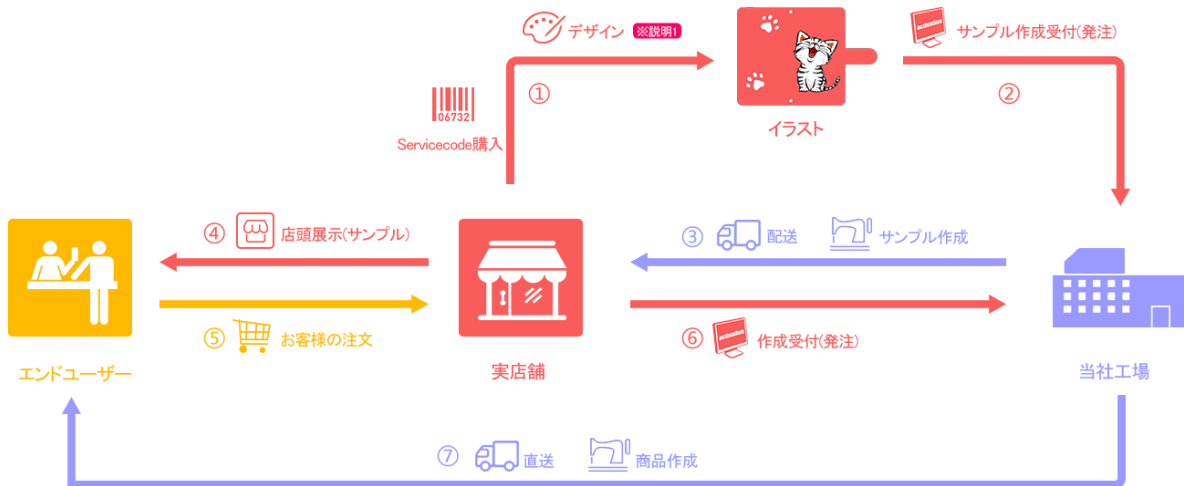 デザイン ※説明1
activation サンプル作成受付(発注)
①
②
06732
イラスト
Servicecode購入
④ 店頭展示(サンプル)
③ 配送 サンプル作成
⑤ お客様の注文
⑥ activation 作成受付(発注)
エンドユーザー
実店舗
当社工場
⑦ 直送 商品作成